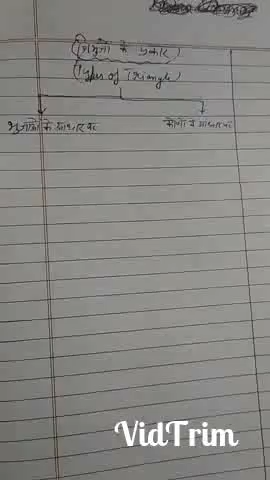 त्रिभुजों के प्रकार
Types of Triangle
भुजाओं के आधार पर
कोणों के आधार पर
VidTrim